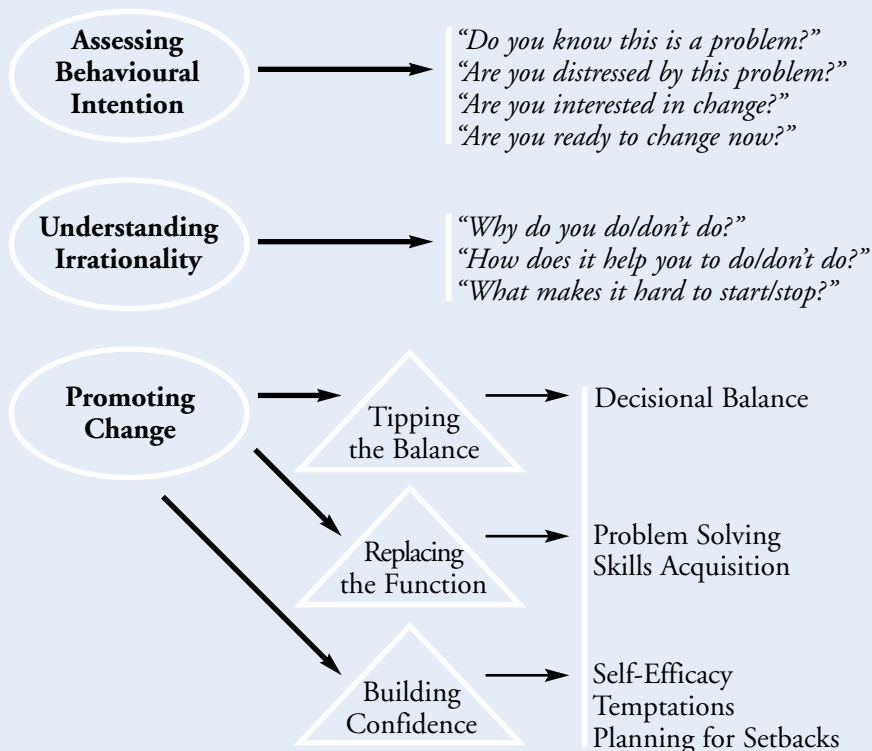 Assessing
Behavioural
Intention
“Do you know this is a problem?”
“Are you distressed by this problem?”
“Are you interested in change?”
“Are you ready to change now?”
Understanding
Irrationality
“Why do you do/don’t do?”
“How does it help you to do/don’t do?”
“What makes it hard to start/stop?”
Promoting
Change
Tipping
the Balance
Decisional Balance
Replacing
the Function
Problem Solving
Skills Acquisition
Building
Confidence
Self-Efficacy
Temptations
Planning for Setbacks